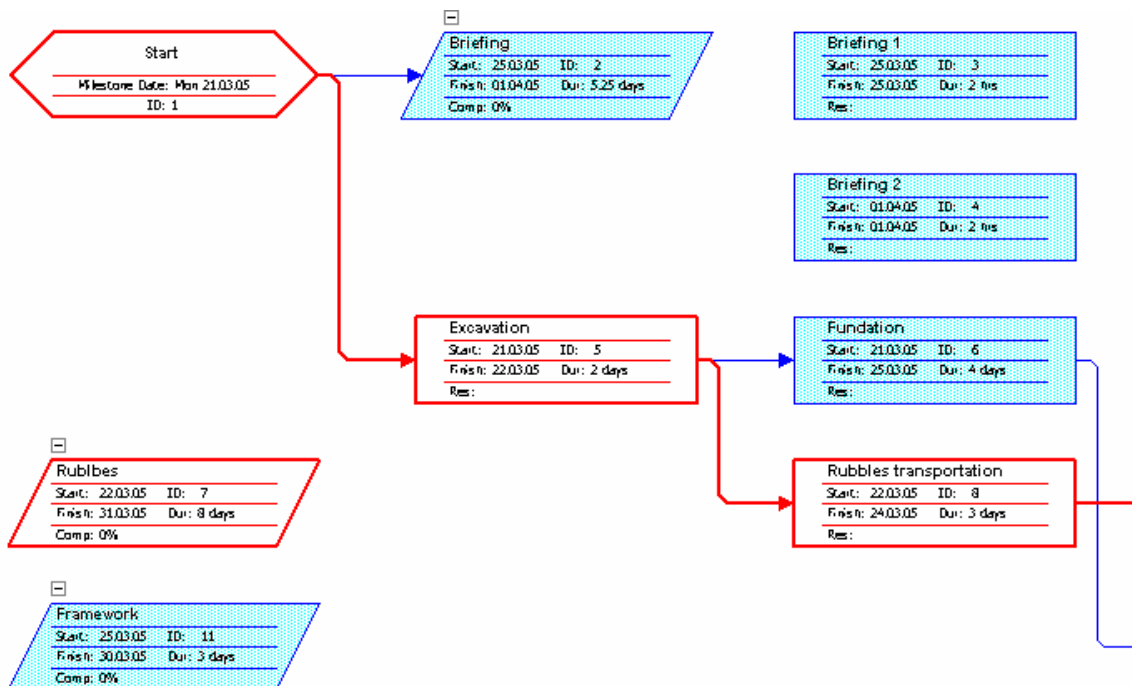 Start
Milestone Date: Mon 21.03.05
ID: 1
Briefing
Start: 25.03.05 ID: 2
Finish: 01.04.05 Dur: 5.25 days
Comp: 0%
Briefing 1
Start: 25.03.05 ID: 3
Finish: 25.03.05 Dur: 2 hrs
Res:
Briefing 2
Start: 01.04.05 ID: 4
Finish: 01.04.05 Dur: 2 hrs
Res:
Excavation
Start: 21.03.05 ID: 5
Finish: 22.03.05 Dur: 2 days
Res:
Fundation
Start: 21.03.05 ID: 6
Finish: 25.03.05 Dur: 4 days
Res:
Rublbes
Start: 22.03.05 ID: 7
Finish: 31.03.05 Dur: 8 days
Comp: 0%
Rubbles transportation
Start: 22.03.05 ID: 8
Finish: 24.03.05 Dur: 3 days
Res:
Framework
Start: 25.03.05 ID: 11
Finish: 30.03.05 Dur: 3 days
Comp: 0%